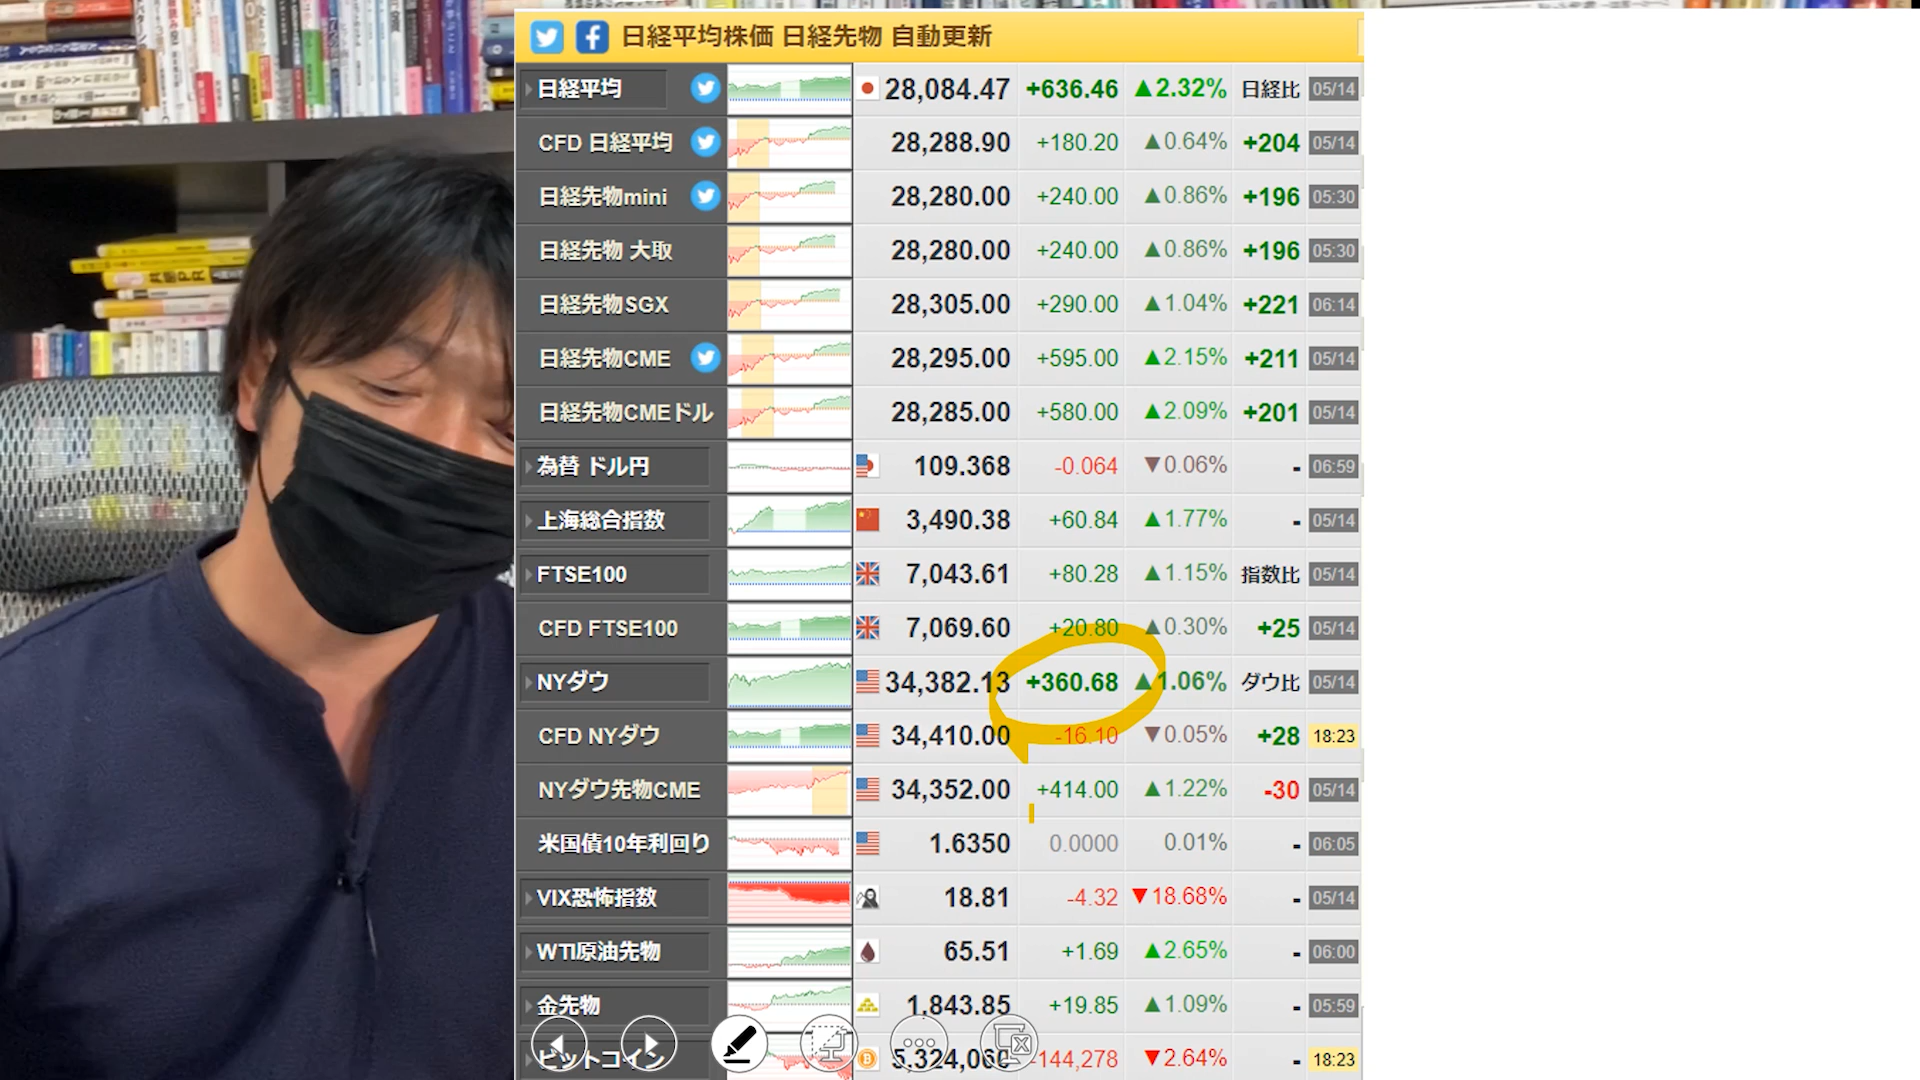 日経平均株価 日経先物 自動更新
日経平均 28,084.47 +636.46 ▲2.32% 日経比 05/14
CFD 日経平均 28,288.90 +180.20 ▲0.64% +204 05/14
日経先物mini 28,280.00 +240.00 ▲0.86% +196 05:30
日経先物 大取 28,280.00 +240.00 ▲0.86% +196 05:30
日経先物SGX 28,305.00 +290.00 ▲1.04% +221 06:14
日経先物CME 28,295.00 +595.00 ▲2.15% +211 05/14
日経先物CMEドル 28,285.00 +580.00 ▲2.09% +201 05/14
為替 ドル円 109.368 -0.064 ▼0.06% - 06:59
上海総合指数 3,490.38 +60.84 ▲1.77% - 05/14
FTSE100 7,043.61 +80.28 ▲1.15% 指数比 05/14
CFD FTSE100 7,069.60 +20.80 ▲0.30% +25 05/14
NYダウ 34,382.13 +360.68 ▲1.06% ダウ比 05/14
CFD NYダウ 34,410.00 -16.10 ▼0.05% +28 18:23
NYダウ先物CME 34,352.00 +414.00 ▲1.22% -30 05/14
米国債10年利回り 1.6350 0.0000 0.01% - 06:05
VIX恐怖指数 18.81 -4.32 ▼18.68% - 05/14
WTI原油先物 65.51 +1.69 ▲2.65% - 06:00
金先物 1,843.85 +19.85 ▲1.09% - 05:59
ビットコイン 5,324,060 -144,278 ▼2.64% - 18:23